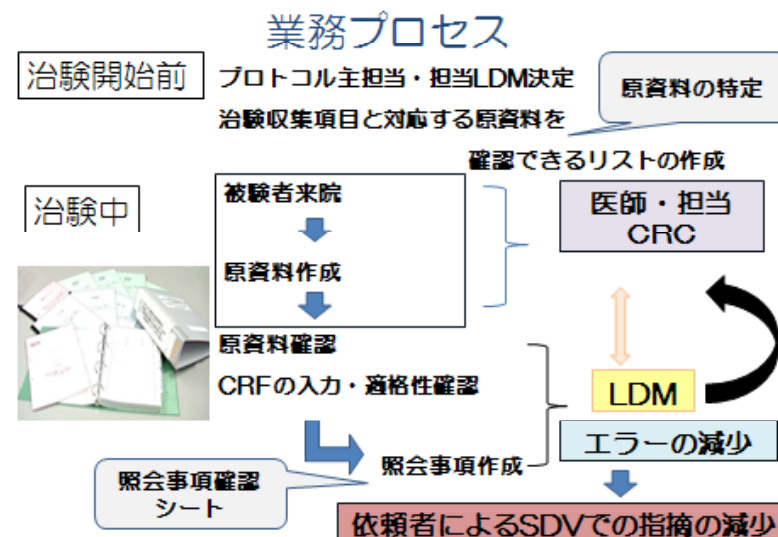 業務プロセス
治験開始前
プロトコル主担当・担当LDM決定
原資料の特定
治験収集項目と対応する原資料を
確認できるリストの作成
治験中
被験者来院
医師・担当
CRC
原資料作成
原資料確認
CRFの入力・適格性確認
LDM
エラーの減少
照会事項作成
照会事項確認
シート
依頼者によるSDVでの指摘の減少